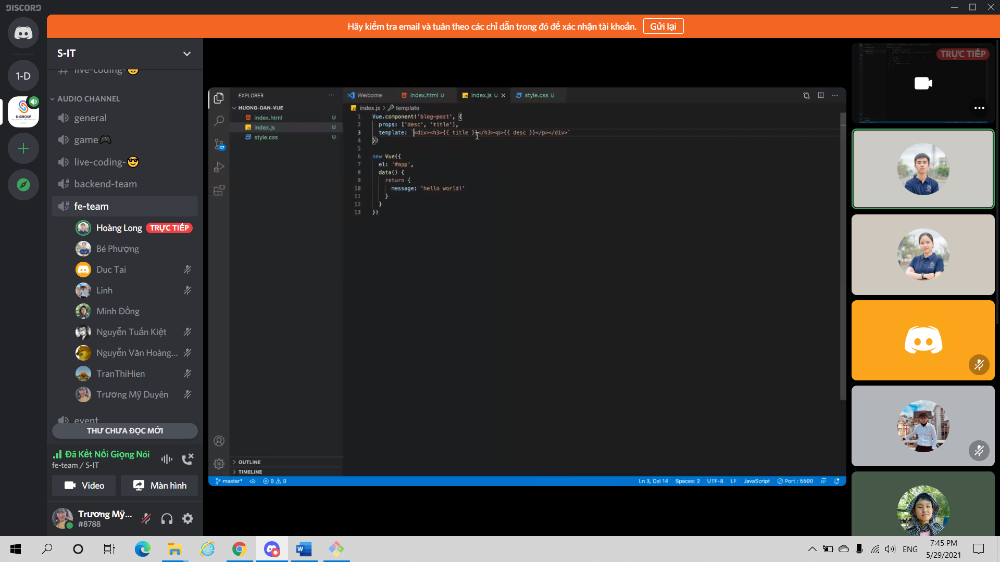 DISCORD
Hãy kiểm tra email và tuân theo các chỉ dẫn trong đó để xác nhận tài khoản. Gửi lại
S-IT
live-coding-
1-D
AUDIO CHANNEL
S-GROUP
general
game
live-coding-
backend-team
fe-team
Hoàng Long TRỰC TIẾP
Bé Phượng
Duc Tai
Linh
Minh Đồng
Nguyễn Tuấn Kiệt
Nguyễn Văn Hoàng...
TranThiHien
Trương Mỹ Duyên
event
THƯ CHƯA ĐỌC MỚI
Đã Kết Nối Giọng Nói
fe-team / S-IT
Video Màn hình
Trương Mỹ...
#8788
EXPLORER ...
HUONG-DAN-VUE
index.html U
index.js U
style.css U
17
OUTLINE
TIMELINE
Welcome index.html U index.js U style.css U
index.js > template
1 Vue.component('blog-post', {
2 props: ['desc', 'title'],
3 template: `<div><h3>{{ title }}</h3><p>{{ desc }}</p></div>`
4 })
5
6 new Vue({
7 el: '#app',
8 data() {
9 return {
10 message: 'hello world!'
11 }
12 }
13 })
master* 0 0 Ln 3, Col 14 Spaces: 2 UTF-8 LF JavaScript Port : 5500
TRỰC TIẾP
ENG 7:45 PM
5/29/2021